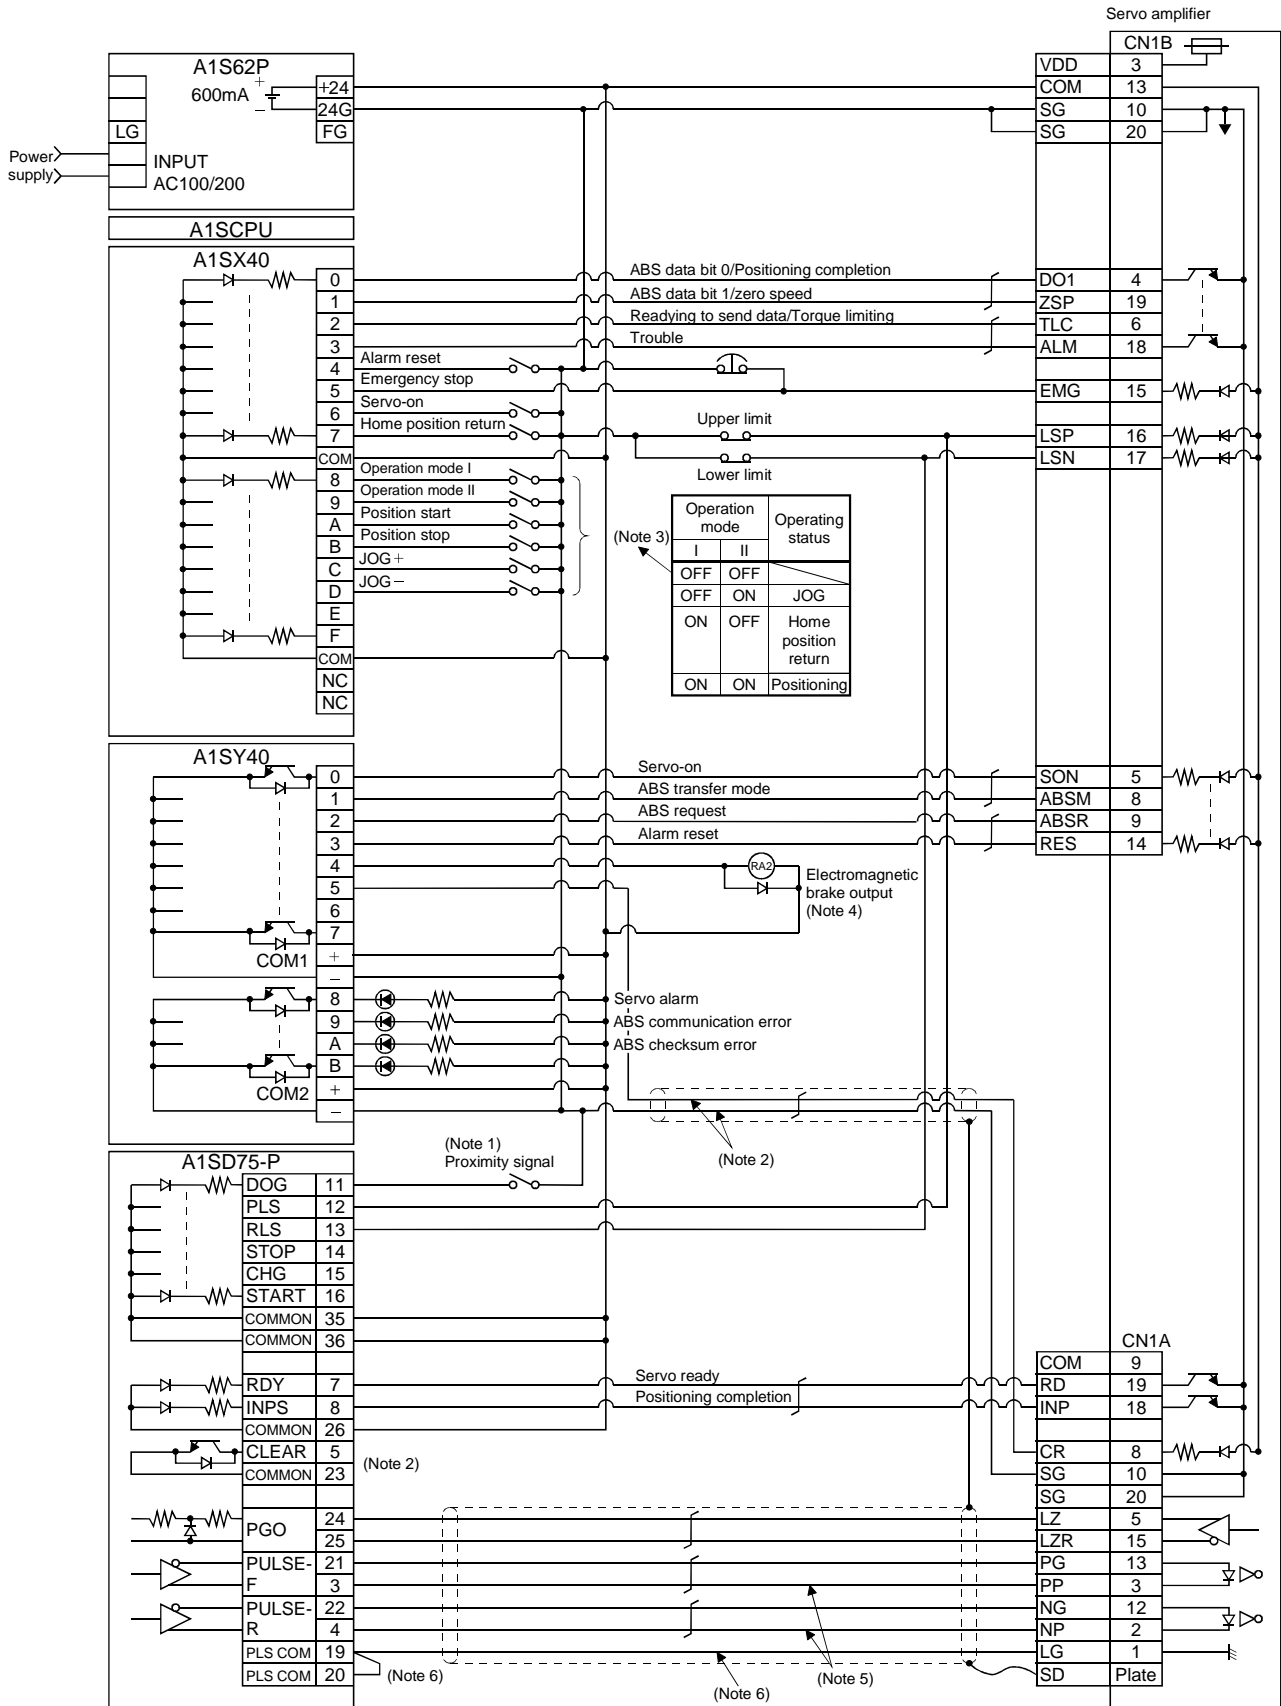 Servo amplifier
CN1B
A1S62P
600mA
+
−
+24
24G
FG
LG
Power
supply
INPUT
AC100/200
VDD 3
COM 13
SG 10
SG 20
A1SCPU
A1SX40
0 ABS data bit 0/Positioning completion DO1 4
1 ABS data bit 1/zero speed ZSP 19
2 Readying to send data/Torque limiting TLC 6
3 Trouble ALM 18
4 Alarm reset
5 Emergency stop EMG 15
6 Servo-on
7 Home position return Upper limit LSP 16
COM Lower limit LSN 17
8 Operation mode I
9 Operation mode II
A Position start
B Position stop
C JOG+
D JOG−
E
F
COM
NC
NC
(Note 3)
Operation mode Operating status
I II
OFF OFF
OFF ON JOG
ON OFF Home position return
ON ON Positioning
A1SY40
0 Servo-on SON 5
1 ABS transfer mode ABSM 8
2 ABS request ABSR 9
3 Alarm reset RES 14
4 RA2
Electromagnetic
brake output
(Note 4)
5
6
7
COM1 +
−
8 Servo alarm
9 ABS communication error
A ABS checksum error
B
COM2 +
−
(Note 2)
(Note 1)
Proximity signal
A1SD75-P
DOG 11
PLS 12
RLS 13
STOP 14
CHG 15
START 16
COMMON 35
COMMON 36
CN1A
COM 9
RDY 7 Servo ready RD 19
INPS 8 Positioning completion INP 18
COMMON 26
CLEAR 5 CR 8
COMMON 23 (Note 2) SG 10
SG 20
PGO 24 LZ 5
25 LZR 15
PULSE-F 21 PG 13
3 PP 3
PULSE-R 22 NG 12
4 NP 2
PLS COM 19 LG 1
PLS COM 20 (Note 6) SD Plate
(Note 5)
(Note 6)